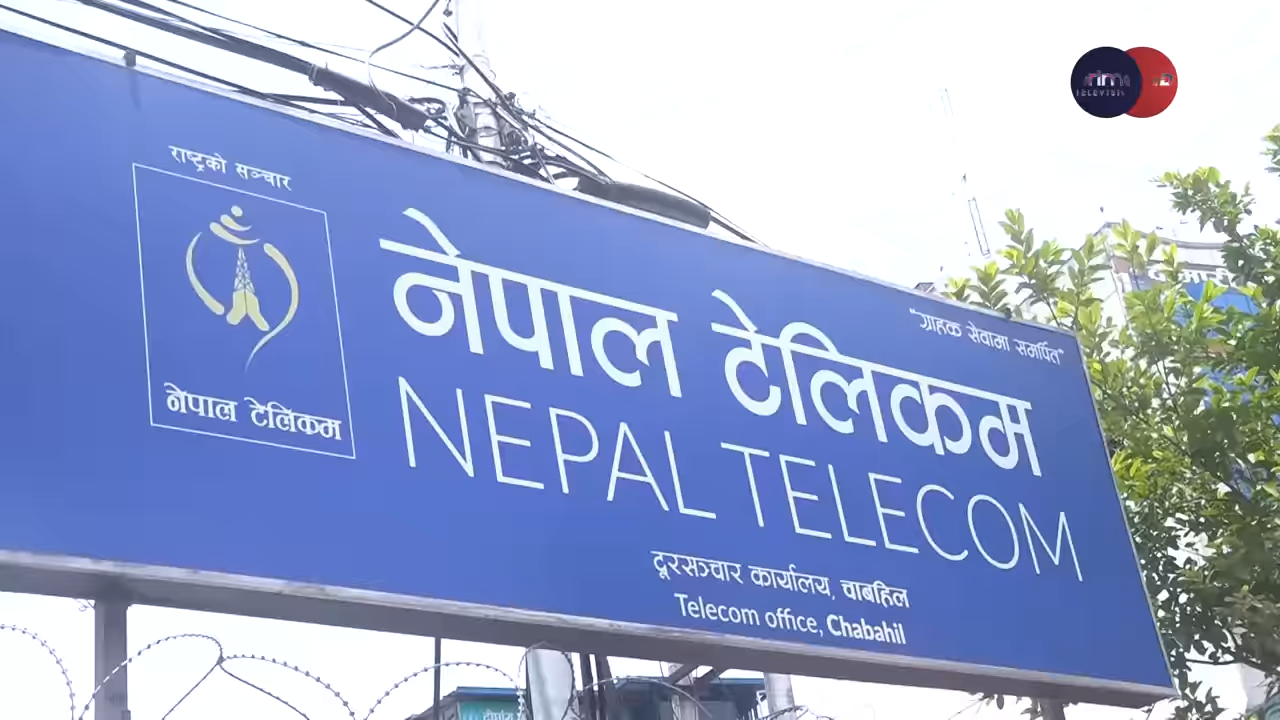 राष्ट्रको सञ्चार
नेपाल टेलिकम
"ग्राहक सेवामा समर्पित"
नेपाल टेलिकम
NEPAL TELECOM
दूरसञ्चार कार्यालय, चाबहिल
Telecom office, Chabahil